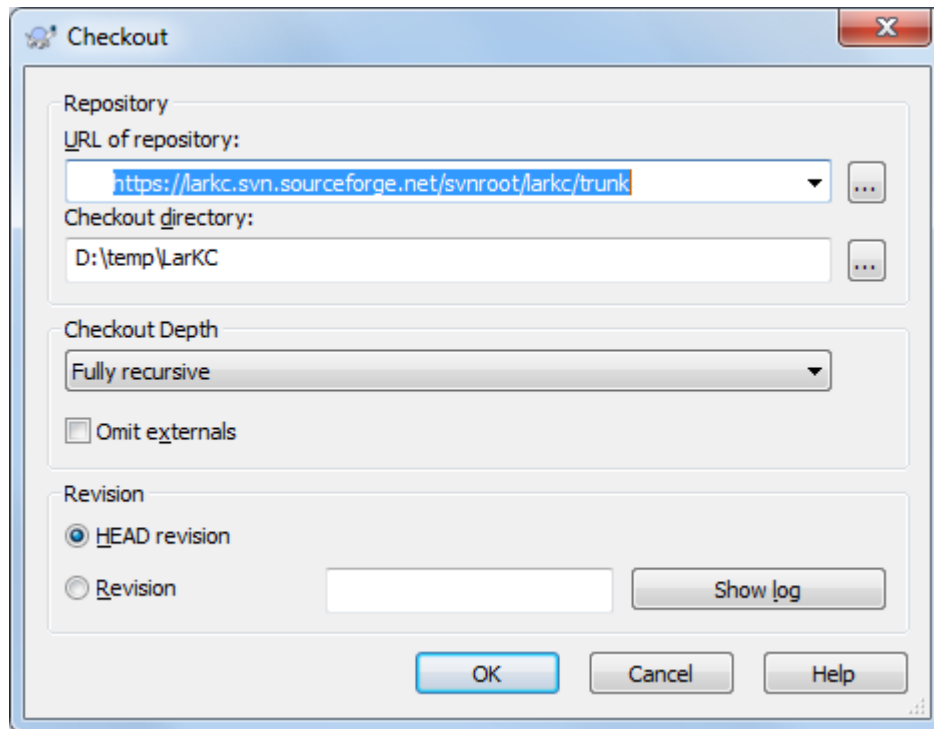 Checkout
Repository
URL of repository:
https://larkc.svn.sourceforge.net/svnroot/larkc/trunk
...
Checkout directory:
D:\temp\LarKC
...
Checkout Depth
Fully recursive
Omit externals
Revision
HEAD revision
Revision
Show log
OK Cancel Help